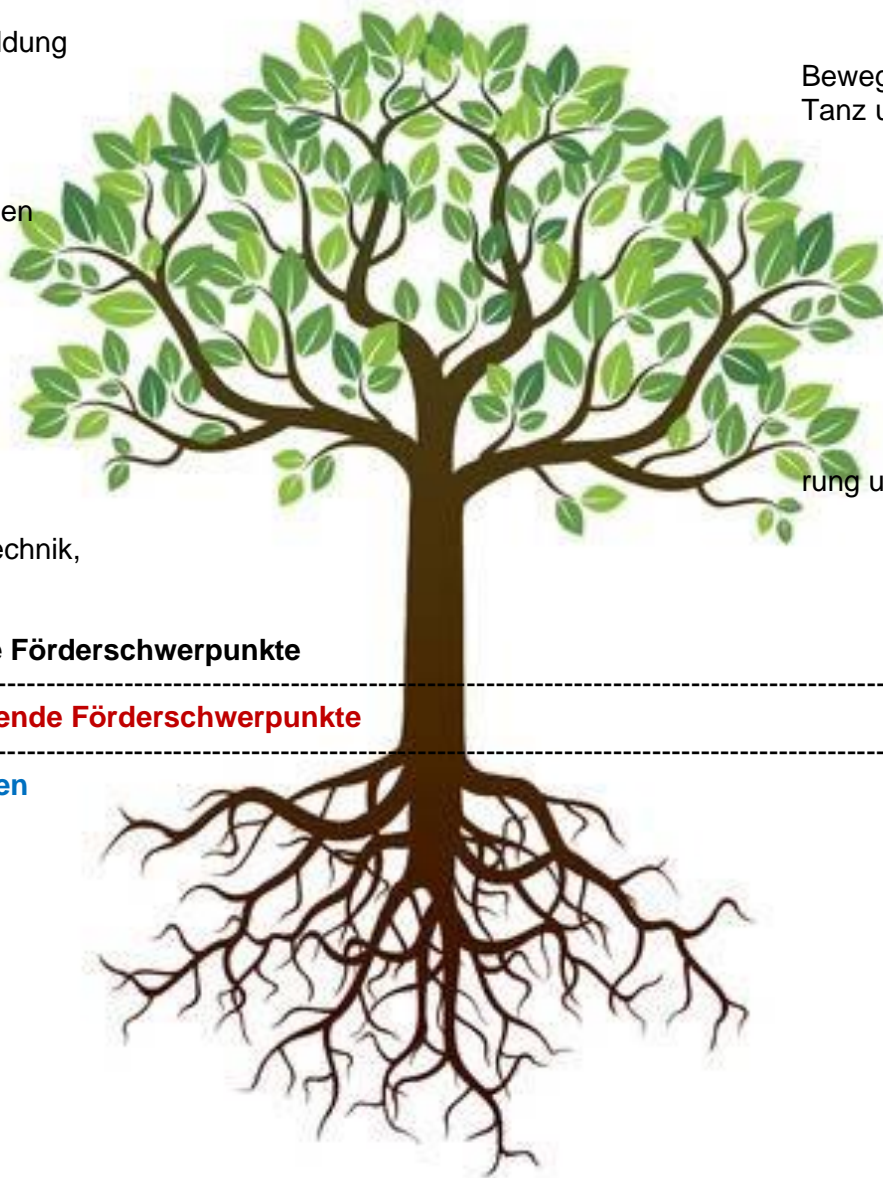 ldung
Beweg
Tanz u
en
rung u
echnik,
e Förderschwerpunkte
ende Förderschwerpunkte
en